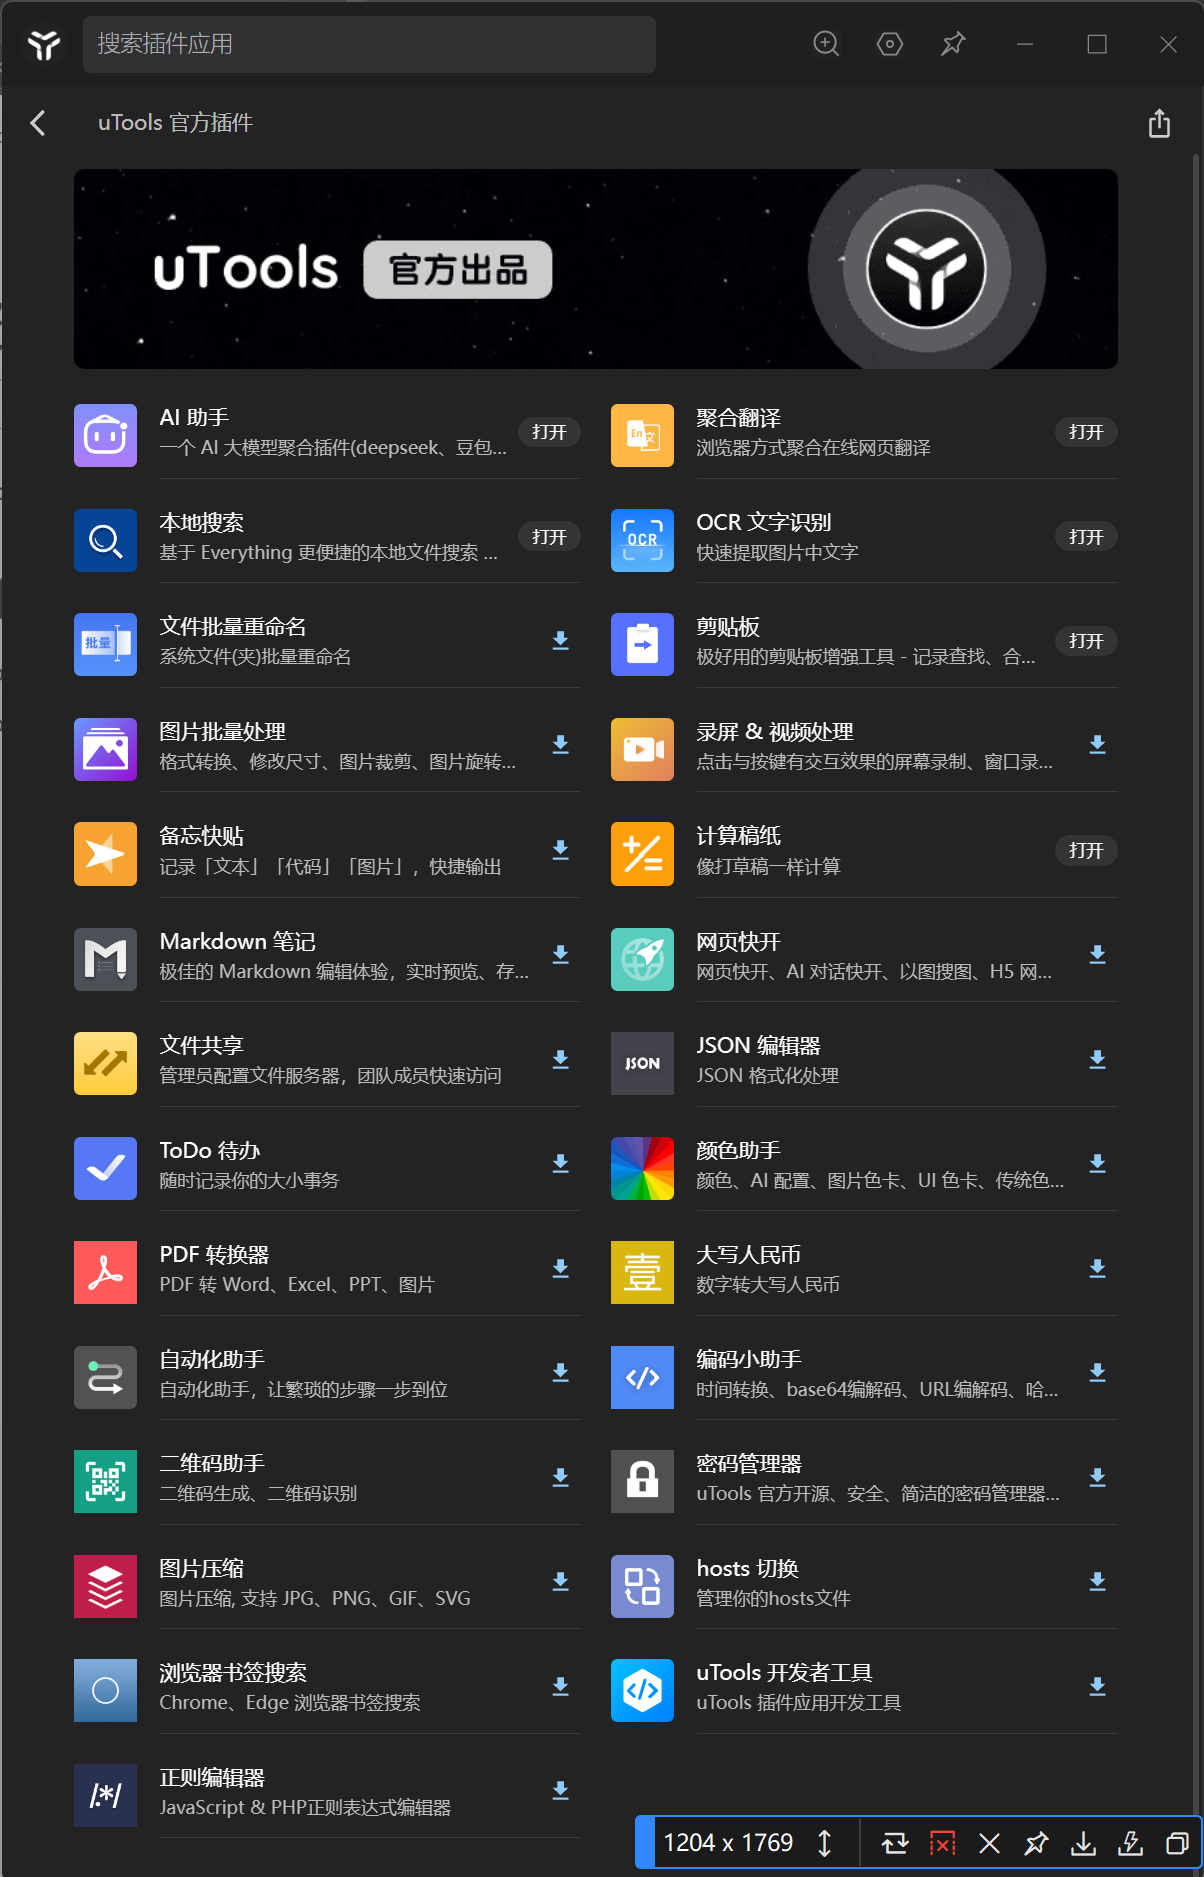 搜索插件应用
uTools 官方插件
uTools 官方出品
AI 助手
一个 AI 大模型聚合插件(deepseek、豆包...
打开
聚合翻译
浏览器方式聚合在线网页翻译
打开
En 文
本地搜索
基于 Everything 更便捷的本地文件搜索 ...
打开
OCR
OCR 文字识别
快速提取图片中文字
打开
批量
文件批量重命名
系统文件(夹)批量重命名
剪贴板
极好用的剪贴板增强工具 - 记录查找、合...
打开
图片批量处理
格式转换、修改尺寸、图片裁剪、图片旋转...
录屏 & 视频处理
点击与按键有交互效果的屏幕录制、窗口录...
备忘快贴
记录「文本」「代码」「图片」，快捷输出
计算稿纸
像打草稿一样计算
打开
Markdown 笔记
极佳的 Markdown 编辑体验，实时预览、存...
网页快开
网页快开、AI 对话快开、以图搜图、H5 网...
文件共享
管理员配置文件服务器，团队成员快速访问
JSON
JSON 编辑器
JSON 格式化处理
ToDo 待办
随时记录你的大小事务
颜色助手
颜色、AI 配置、图片色卡、UI 色卡、传统色...
PDF 转换器
PDF 转 Word、Excel、PPT、图片
壹
大写人民币
数字转大写人民币
自动化助手
自动化助手，让繁琐的步骤一步到位
</>
编码小助手
时间转换、base64编解码、URL编解码、哈...
二维码助手
二维码生成、二维码识别
密码管理器
uTools 官方开源、安全、简洁的密码管理器...
图片压缩
图片压缩, 支持 JPG、PNG、GIF、SVG
hosts 切换
管理你的hosts文件
浏览器书签搜索
Chrome、Edge 浏览器书签搜索
</>
uTools 开发者工具
uTools 插件应用开发工具
/.*/
正则编辑器
JavaScript & PHP正则表达式编辑器
1204 x 1769